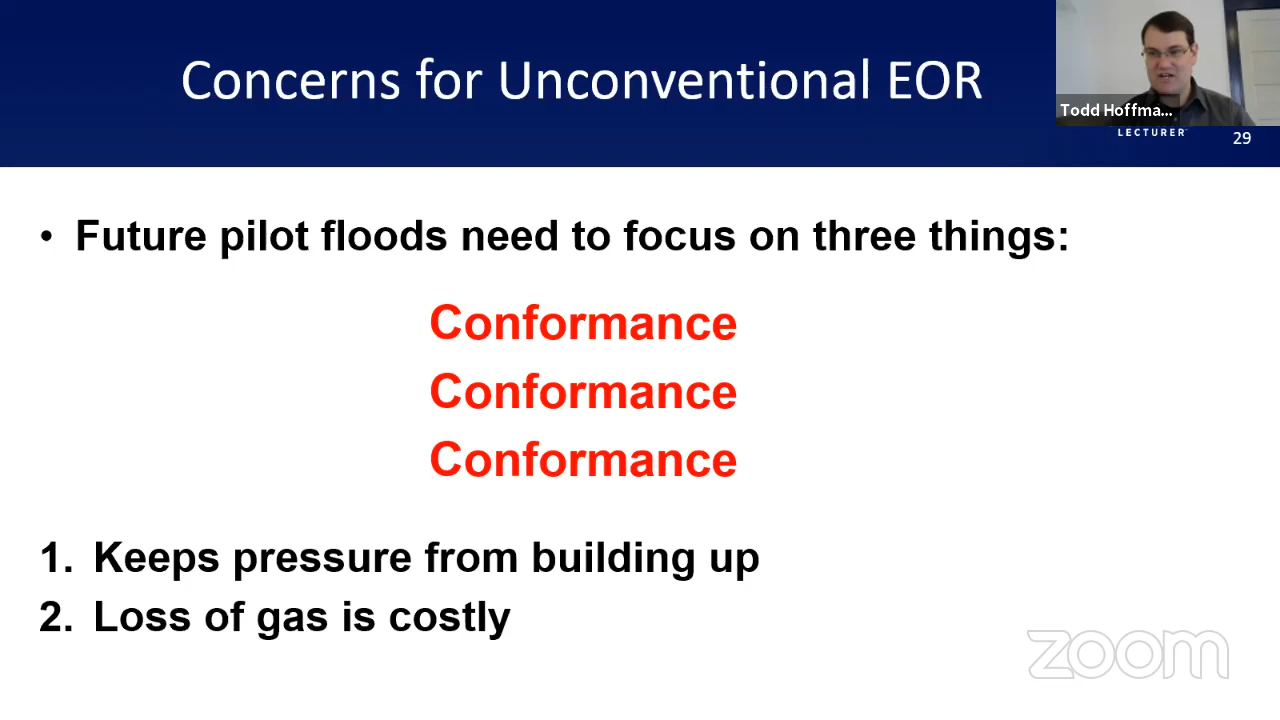 Concerns for Unconventional EOR
Todd Hoffma...
LECTURER
29
• Future pilot floods need to focus on three things:
Conformance
Conformance
Conformance
1. Keeps pressure from building up
2. Loss of gas is costly
zoom